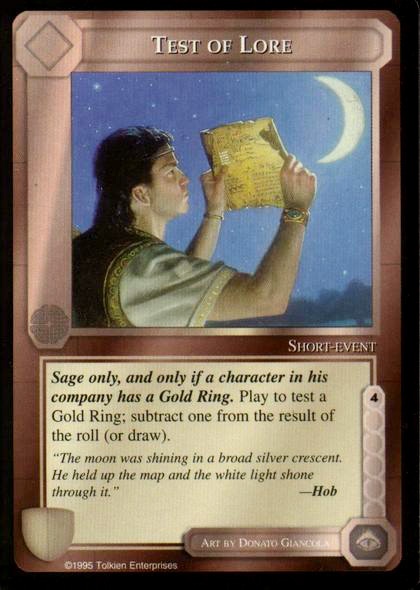 TEST OF LORE
SHORT-EVENT
Sage only, and only if a character in his
company has a Gold Ring. Play to test a
Gold Ring; subtract one from the result of
the roll (or draw).
4
“The moon was shining in a broad silver crescent.
He held up the map and the white light shone
through it.” —Hob
ART BY DONATO GIANCOLA
©1995 Tolkien Enterprises